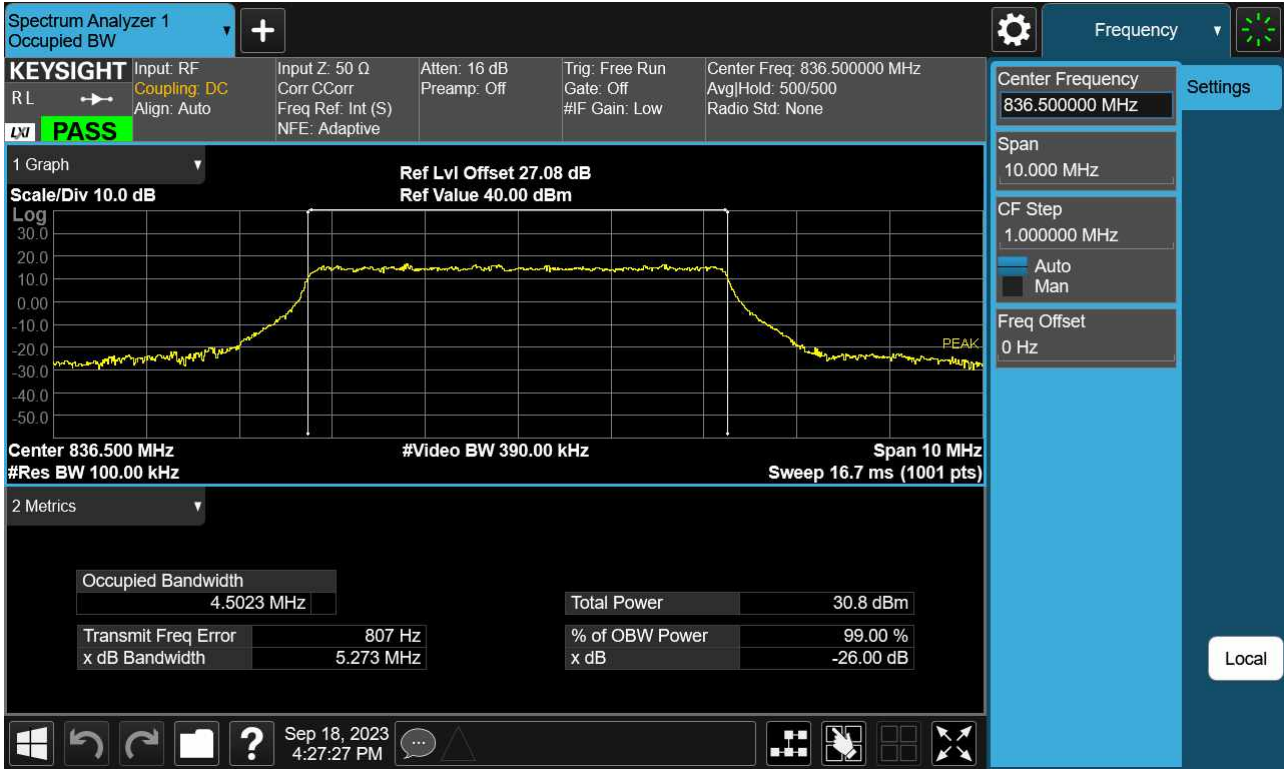 Spectrum Analyzer 1
Occupied BW
▼
+
Frequency
▼
KEYSIGHT
R L
LXI
PASS
Input: RF
Coupling: DC
Align: Auto
Input Z: 50 Ω
Corr CCorr
Freq Ref: Int (S)
NFE: Adaptive
Atten: 16 dB
Preamp: Off
Trig: Free Run
Gate: Off
#IF Gain: Low
Center Freq: 836.500000 MHz
Avg|Hold: 500/500
Radio Std: None
1 Graph ▼
Scale/Div 10.0 dB
Ref Lvl Offset 27.08 dB
Ref Value 40.00 dBm
Log
30.0
20.0
10.0
0.00
-10.0
-20.0
-30.0
-40.0
-50.0
PEAK
Center 836.500 MHz
#Res BW 100.00 kHz
#Video BW 390.00 kHz
Span 10 MHz
Sweep 16.7 ms (1001 pts)
2 Metrics ▼
Occupied Bandwidth
4.5023 MHz
Transmit Freq Error 807 Hz
x dB Bandwidth 5.273 MHz
Total Power 30.8 dBm
% of OBW Power 99.00 %
x dB -26.00 dB
Center Frequency
836.500000 MHz
Span
10.000 MHz
CF Step
1.000000 MHz
Auto
Man
Freq Offset
0 Hz
Settings
Local
?
Sep 18, 2023
4:27:27 PM